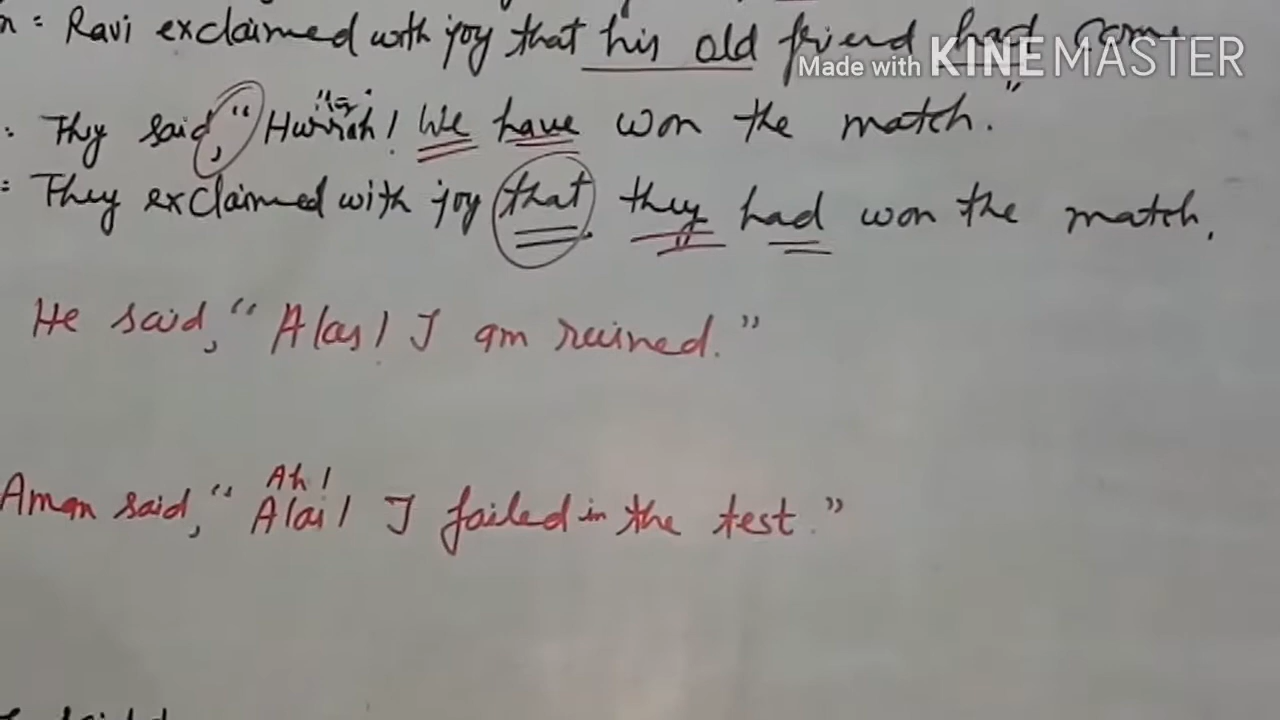 n: Ravi exclaimed with joy that his old friend had come
Made with KINEMASTER
: They said, "Hurrah! We have won the match."
= They exclaimed with joy that they had won the match.
He said, "Alas! I am ruined."
Ah!
Aman said, "Alas! I failed in the test."